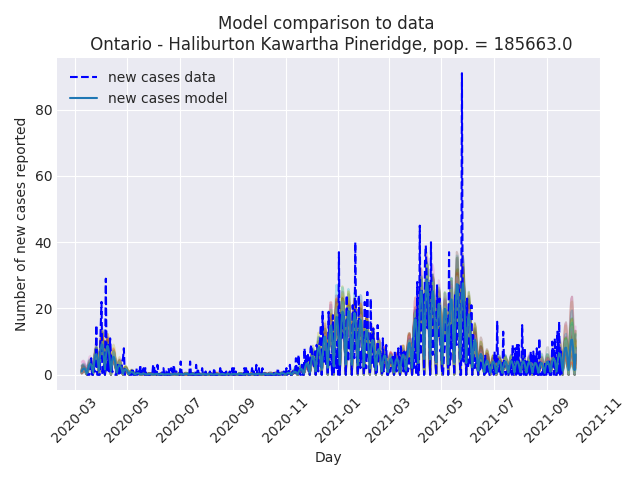 Model comparison to data
Ontario - Haliburton Kawartha Pineridge, pop. = 185663.0
new cases data
new cases model
Number of new cases reported
80
60
40
20
0
2020-03
2020-05
2020-07
2020-09
2020-11
2021-01
2021-03
2021-05
2021-07
2021-09
2021-11
Day